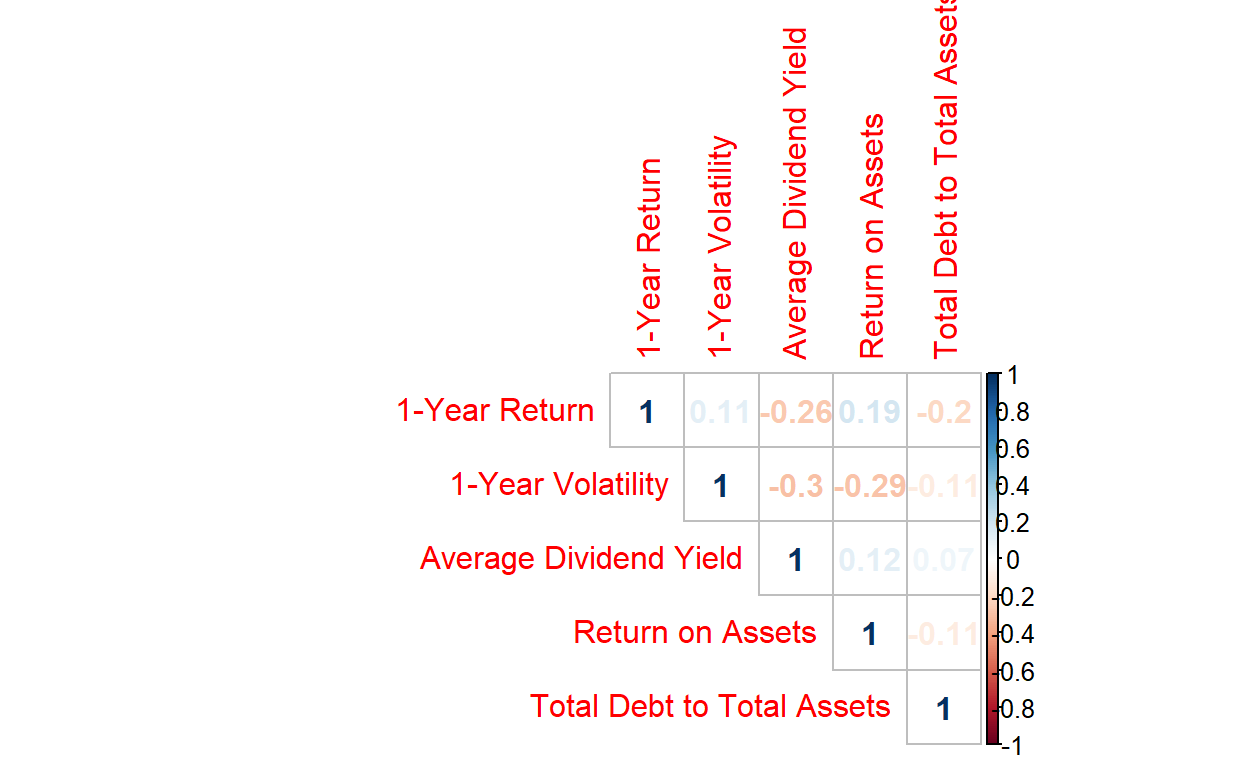 1-Year Return
1-Year Volatility
Average Dividend Yield
Return on Assets
Total Debt to Total Assets
1-Year Return 1 0.11 -0.26 0.19 -0.2
1-Year Volatility 1 -0.3 -0.29 -0.11
Average Dividend Yield 1 0.12 0.07
Return on Assets 1 -0.11
Total Debt to Total Assets 1
1
0.8
0.6
0.4
0.2
0
-0.2
-0.4
-0.6
-0.8
-1